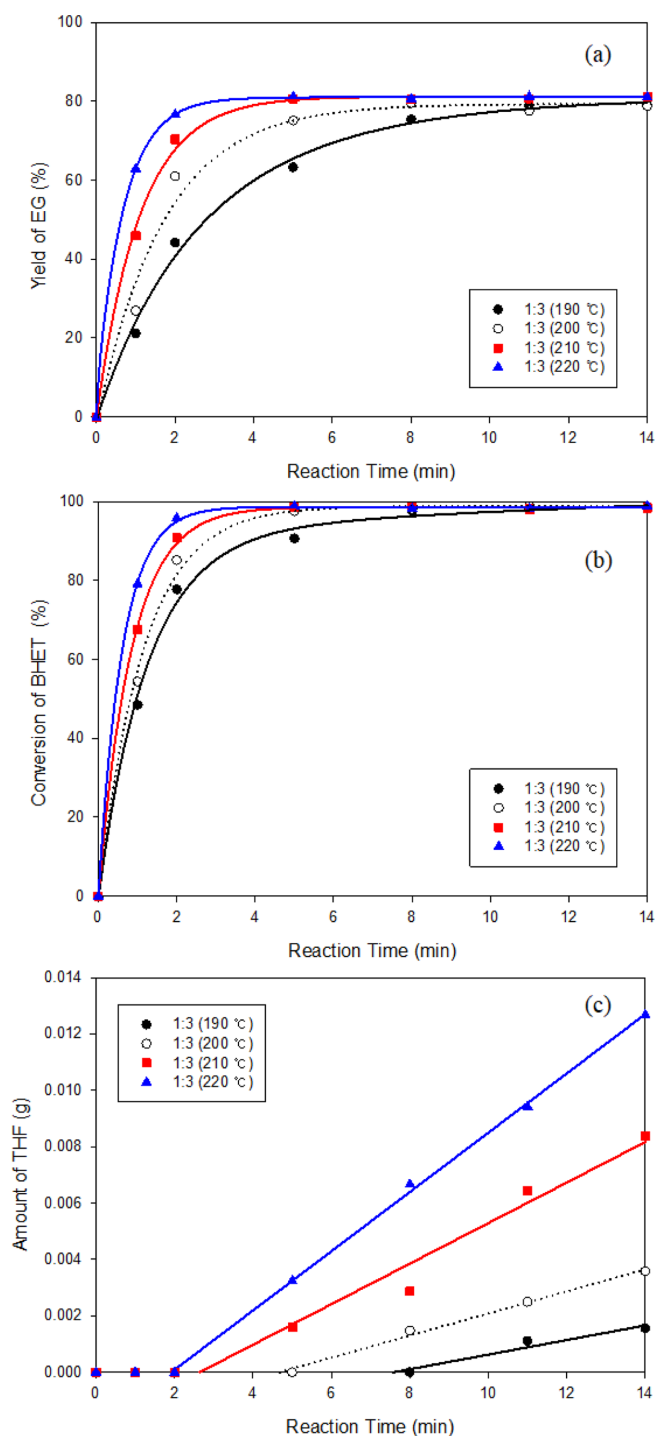 (a)
Yield of EG (%)
100
80
60
40
20
0
1:3 (190 ℃)
1:3 (200 ℃)
1:3 (210 ℃)
1:3 (220 ℃)
0 2 4 6 8 10 12 14
Reaction Time (min)
(b)
Conversion of BHET (%)
100
80
60
40
20
0
1:3 (190 ℃)
1:3 (200 ℃)
1:3 (210 ℃)
1:3 (220 ℃)
0 2 4 6 8 10 12 14
Reaction Time (min)
(c)
Amount of THF (g)
0.014
0.012
0.010
0.008
0.006
0.004
0.002
0.000
1:3 (190 ℃)
1:3 (200 ℃)
1:3 (210 ℃)
1:3 (220 ℃)
0 2 4 6 8 10 12 14
Reaction Time (min)